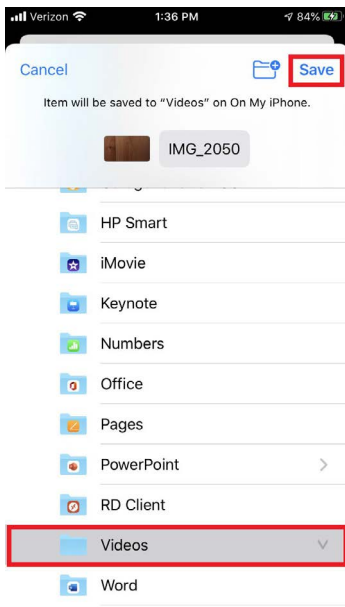 Verizon 1:36 PM 84%
Cancel Save
Item will be saved to “Videos” on On My iPhone.
IMG_2050
HP Smart
iMovie
Keynote
Numbers
Office
Pages
PowerPoint
RD Client
Videos
Word